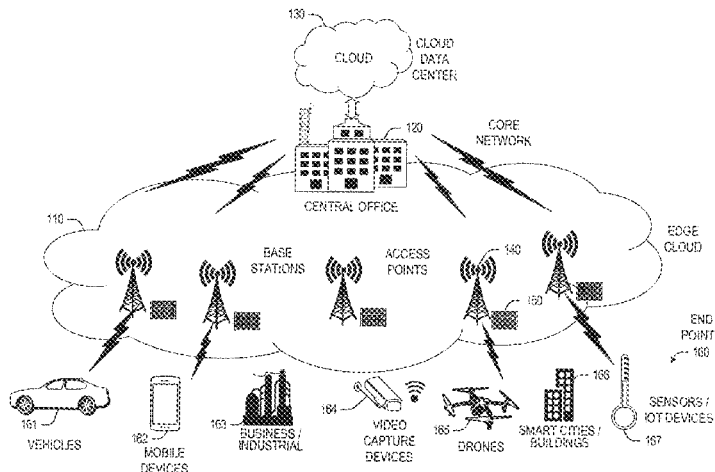 130
CLOUD
CLOUD
DATA
CENTER
120
CORE
NETWORK
CENTRAL OFFICE
110
BASE
STATIONS
ACCESS
POINTS
140
EDGE
CLOUD
150
END
POINT
160
161
VEHICLES
162
MOBILE
DEVICES
163
BUSINESS /
INDUSTRIAL
164
VIDEO
CAPTURE
DEVICES
165
DRONES
166
SMART CITIES /
BUILDINGS
SENSORS /
IOT DEVICES
167